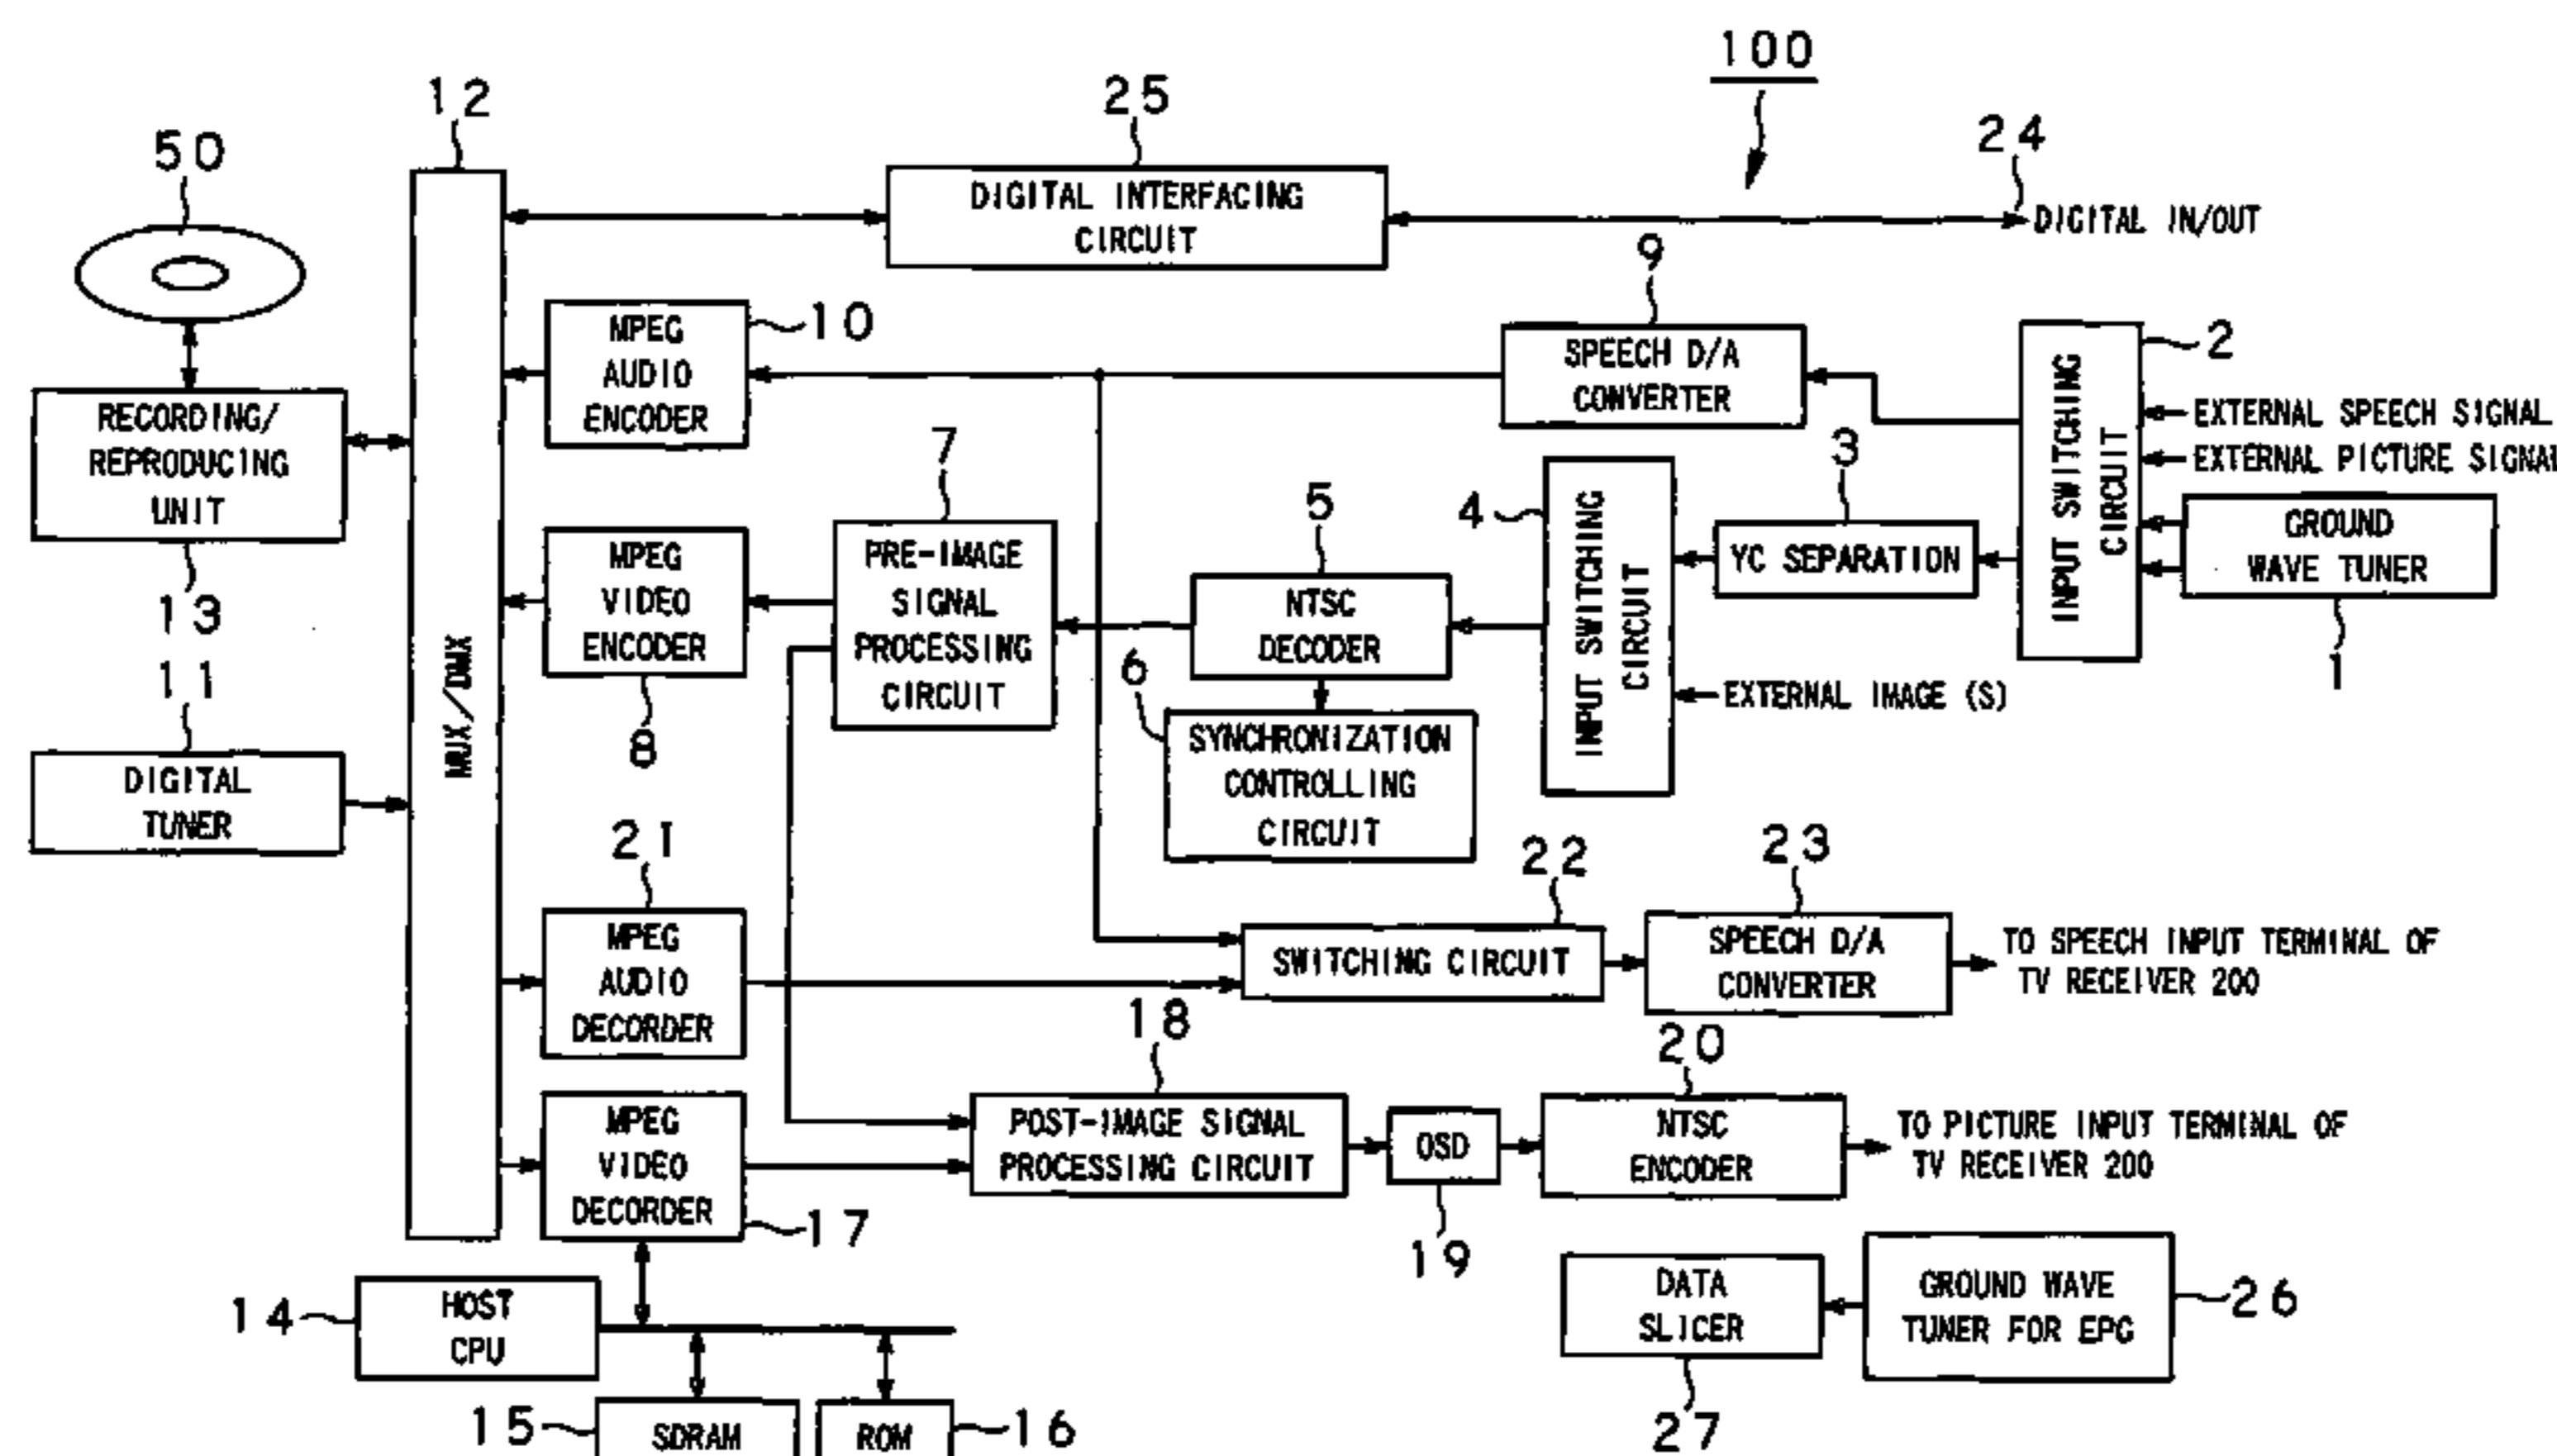 100
12
25
24
50
DIGITAL INTERFACING
CIRCUIT
DIGITAL IN/OUT
9
MPEG
AUDIO
ENCODER
10
SPEECH D/A
CONVERTER
2
INPUT SWITCHING
CIRCUIT
EXTERNAL SPEECH SIGNAL
EXTERNAL PICTURE SIGNAL
RECORDING/
REPRODUCING
UNIT
13
7
5
4
3
GROUND
WAVE TUNER
1
MPEG
VIDEO
ENCODER
8
PRE-IMAGE
SIGNAL
PROCESSING
CIRCUIT
NTSC
DECODER
INPUT SWITCHING
CIRCUIT
YC SEPARATION
EXTERNAL IMAGE (S)
6
SYNCHRONIZATION
CONTROLLING
CIRCUIT
MUX/DMX
11
DIGITAL
TUNER
21
MPEG
AUDIO
DECORDER
22
SWITCHING CIRCUIT
23
SPEECH D/A
CONVERTER
TO SPEECH INPUT TERMINAL OF
TV RECEIVER 200
18
20
MPEG
VIDEO
DECORDER
17
POST-IMAGE SIGNAL
PROCESSING CIRCUIT
OSD
19
NTSC
ENCODER
TO PICTURE INPUT TERMINAL OF
TV RECEIVER 200
14
HOST
CPU
DATA
SLICER
27
GROUND WAVE
TUNER FOR EPG
26
15
SDRAM
ROM
16